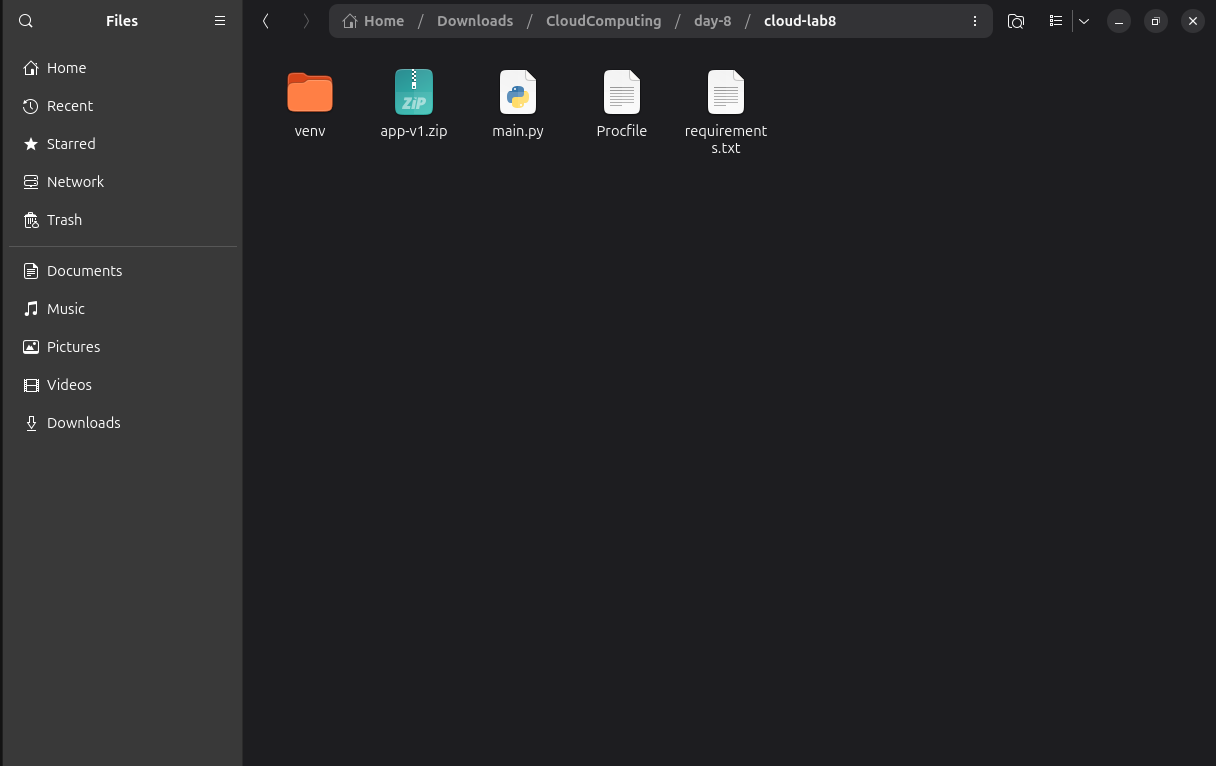 Files
Home / Downloads / CloudComputing / day-8 / cloud-lab8
Home
Recent
Starred
Network
Trash
Documents
Music
Pictures
Videos
Downloads
venv
ZiP
app-v1.zip
main.py
Procfile
requirement
s.txt